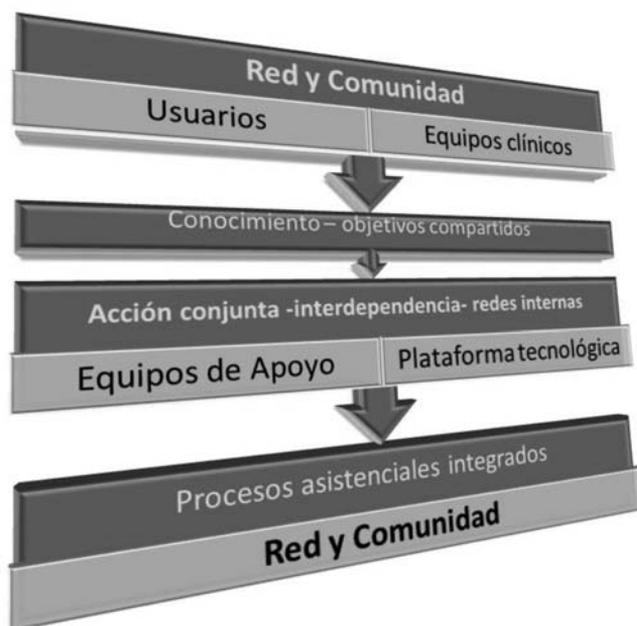 Red y Comunidad
Usuarios
Equipos clínicos
Conocimiento – objetivos compartidos
Acción conjunta -interdependencia- redes internas
Equipos de Apoyo
Plataforma tecnológica
Procesos asistenciales integrados
Red y Comunidad